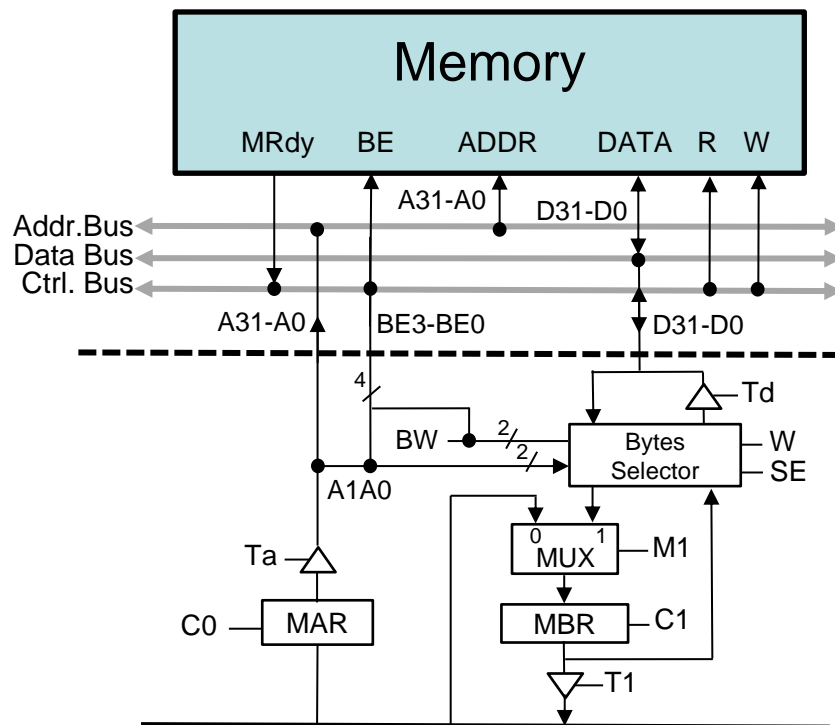 Memory
MRdy BE ADDR DATA R W
A31-A0
D31-D0
Addr.Bus
Data Bus
Ctrl. Bus
A31-A0
BE3-BE0
D31-D0
4
Td
BW
2
2
Bytes
Selector
W
SE
A1A0
0 1
MUX
M1
Ta
C0
MAR
MBR
C1
T1